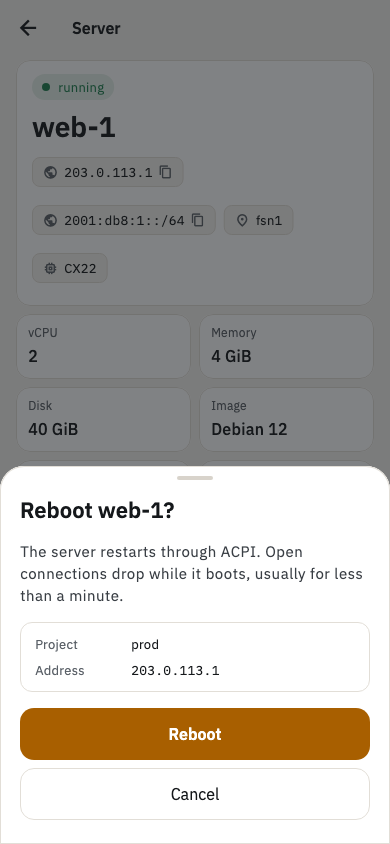 Server
running
web-1
203.0.113.1
2001:db8:1::/64
fsn1
CX22
vCPU
2
Memory
4 GiB
Disk
40 GiB
Image
Debian 12
Reboot web-1?
The server restarts through ACPI. Open
connections drop while it boots, usually for less
than a minute.
Project prod
Address 203.0.113.1
Reboot
Cancel